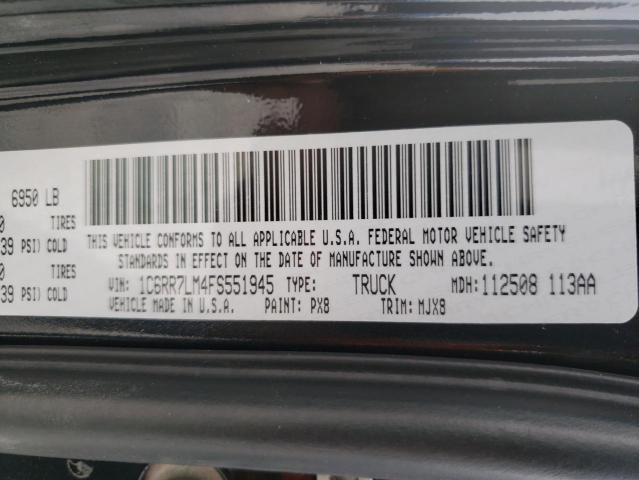 6950 LB
0 TIRES
39 PSI) COLD
0 TIRES
39 PSI) COLD
THIS VEHICLE CONFORMS TO ALL APPLICABLE U.S.A. FEDERAL MOTOR VEHICLE SAFETY
STANDARDS IN EFFECT ON THE DATE OF MANUFACTURE SHOWN ABOVE.
VIN: 1C6RR7LM4FS551945 TYPE: TRUCK MDH: 112508 113AA
VEHICLE MADE IN U.S.A. PAINT: PX8 TRIM: MJX8